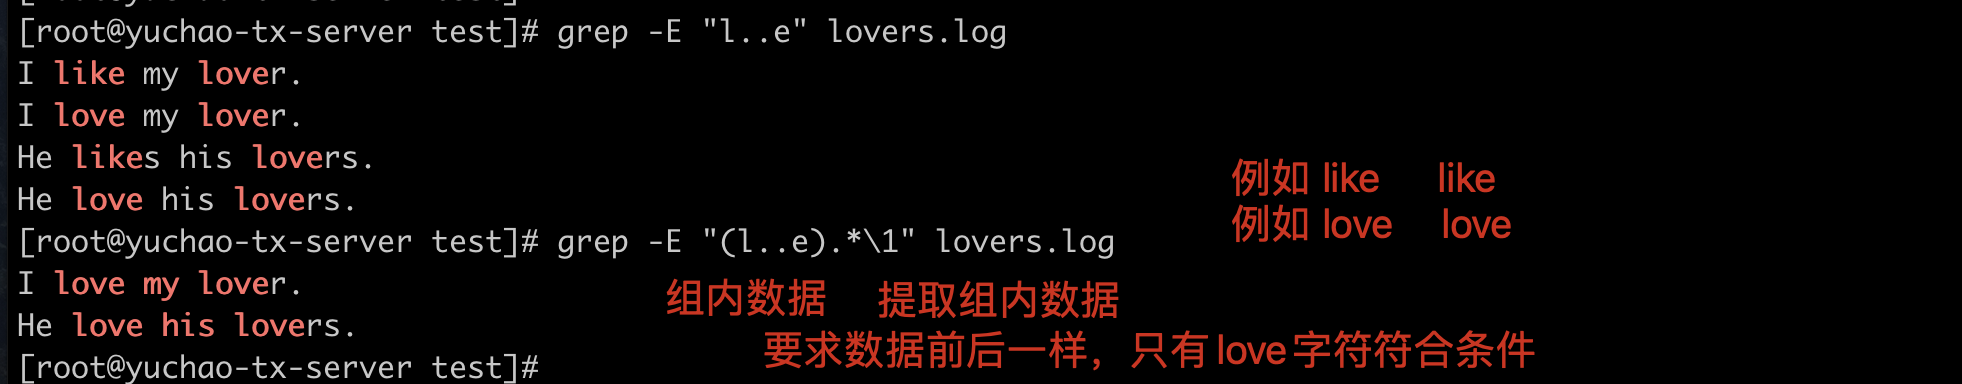 [root@yuchao-tx-server test]# grep -E "l..e" lovers.log
I like my lover.
I love my lover.
He likes his lovers.
例如 like like
He love his lovers.
例如 love love
[root@yuchao-tx-server test]# grep -E "(l..e).*\1" lovers.log
I love my lover.
组内数据 提取组内数据
He love his lovers.
要求数据前后一样，只有love字符符合条件
[root@yuchao-tx-server test]#